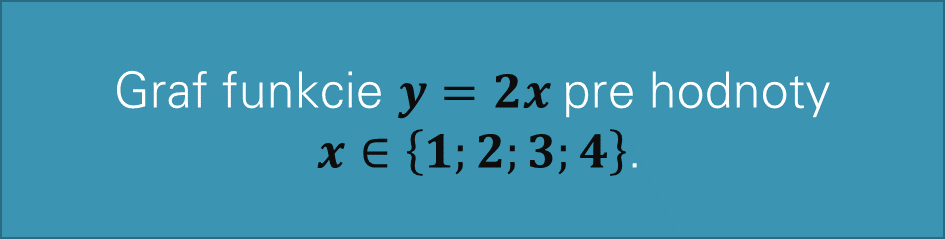 Graf funkcie y = 2x pre hodnoty
x ∈ {1; 2; 3; 4}.